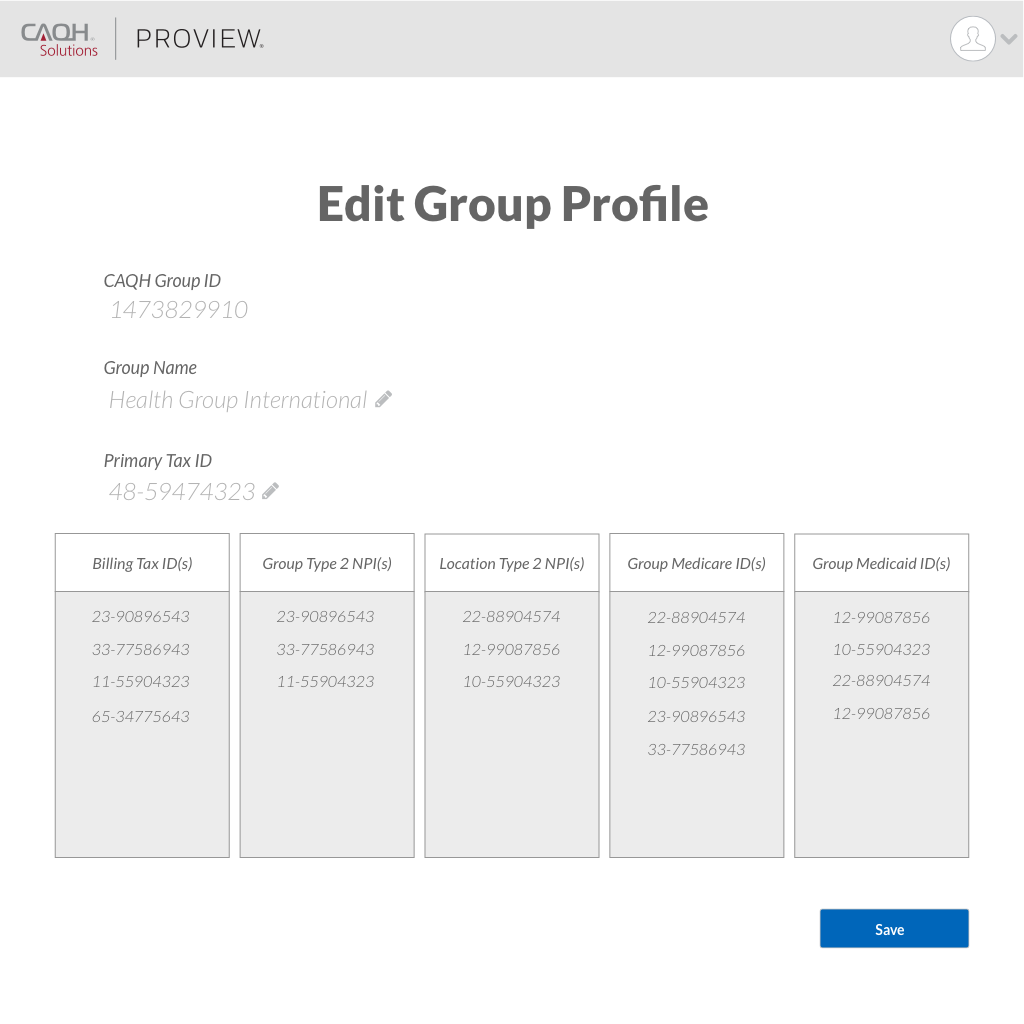 CAQH
Solutions
PROVIEW.
Edit Group Profile
CAQH Group ID
1473829910
Group Name
Health Group International
Primary Tax ID
48-59474323
Billing Tax ID(s)
23-90896543
33-77586943
11-55904323
65-34775643
Group Type 2 NPI(s)
23-90896543
33-77586943
11-55904323
Location Type 2 NPI(s)
22-88904574
12-99087856
10-55904323
Group Medicare ID(s)
22-88904574
12-99087856
10-55904323
23-90896543
33-77586943
Group Medicaid ID(s)
12-99087856
10-55904323
22-88904574
12-99087856
Save